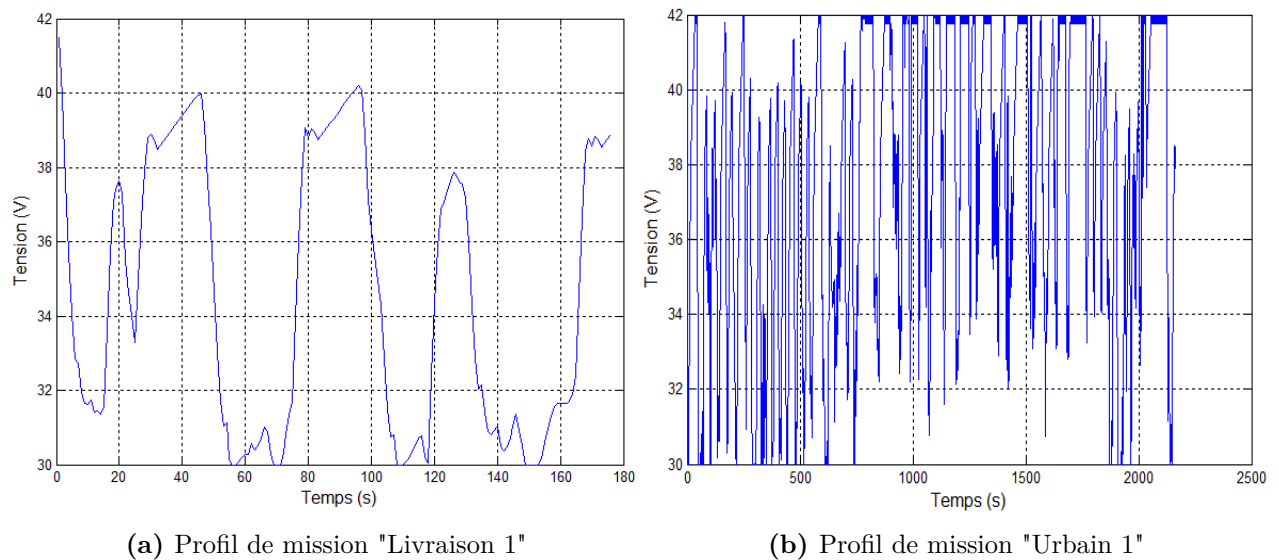 42
40
38
36
34
32
30
Tension (V)
0 20 40 60 80 100 120 140 160 180
Temps (s)
(a) Profil de mission "Livraison 1"
42
40
38
36
34
32
30
Tension (V)
0 500 1000 1500 2000 2500
Temps (s)
(b) Profil de mission "Urbain 1"